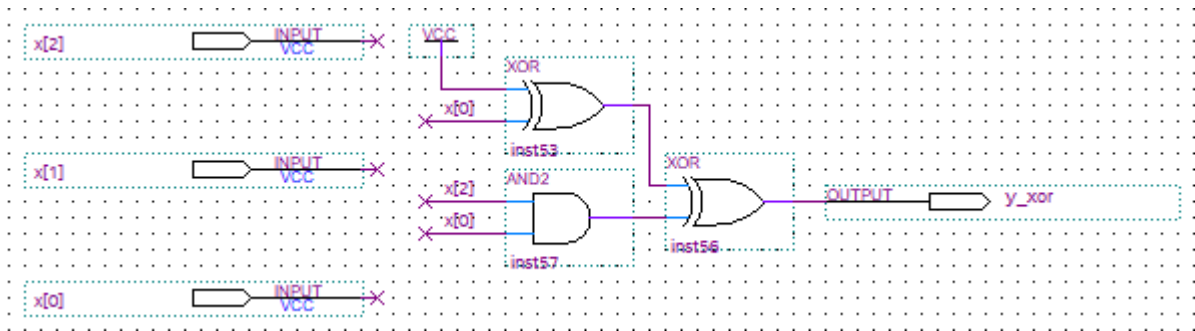 x[2]
INPUT
VCC
VCC
XOR
x[0]
inst53
x[1]
INPUT
VCC
AND2
x[2]
x[0]
inst57
XOR
inst56
OUTPUT
y_xor
x[0]
INPUT
VCC